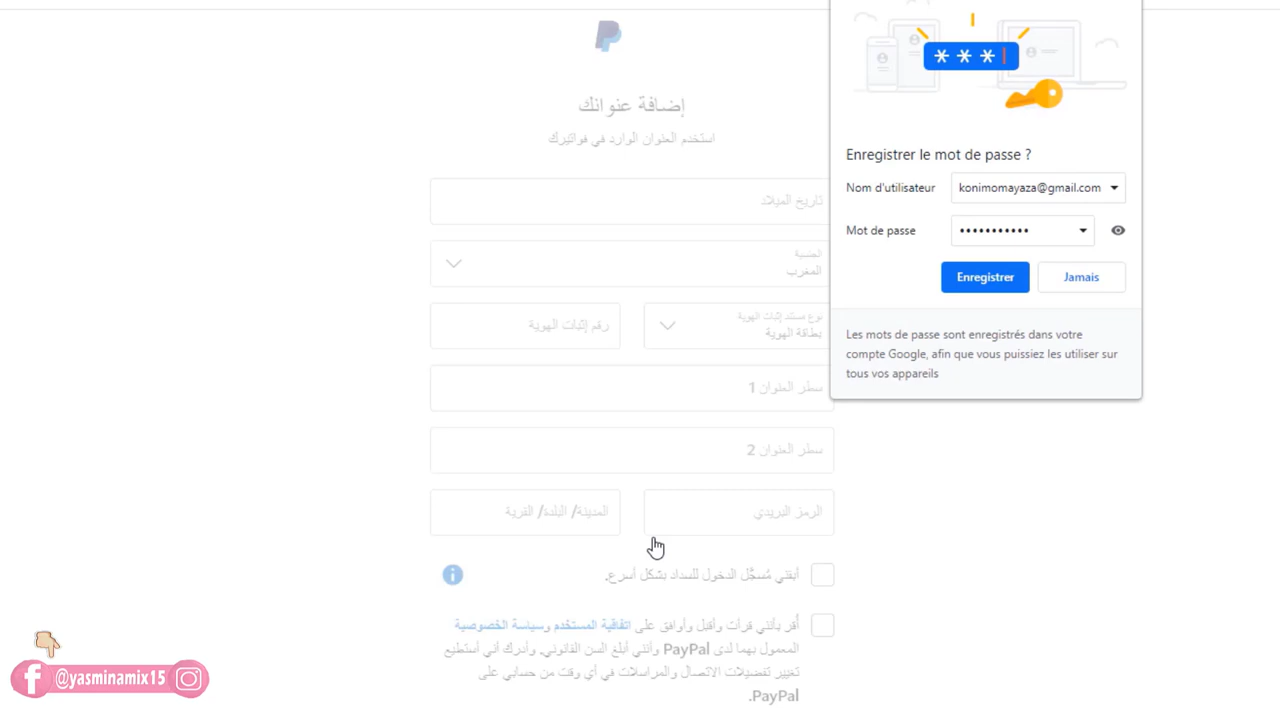 إضافة عنوانك
استخدم العنوان الوارد في فواتيرك
تاريخ الميلاد
الجنسية
المغرب
نوع مستند إثبات الهوية
بطاقة الهوية
رقم إثبات الهوية
سطر العنوان 1
سطر العنوان 2
الرمز البريدي
المدينة/ البلدة/ القرية
أبقني مُسجَّل الدخول للسداد بشكل أسرع.
أُقر بأنني قرأت وأقبل وأوافق على اتفاقية المستخدم وسياسة الخصوصية
المعمول بهما لدى PayPal وأنني أبلغ السن القانوني. وأدرك أني أستطيع
تغيير تفضيلات الاتصال والمراسلات في أي وقت من حسابي على
PayPal.
***
Enregistrer le mot de passe ?
Nom d'utilisateur
konimomayaza@gmail.com
Mot de passe
•••••••••••
Enregistrer
Jamais
Les mots de passe sont enregistrés dans votre
compte Google, afin que vous puissiez les utiliser sur
tous vos appareils
@yasminamix15